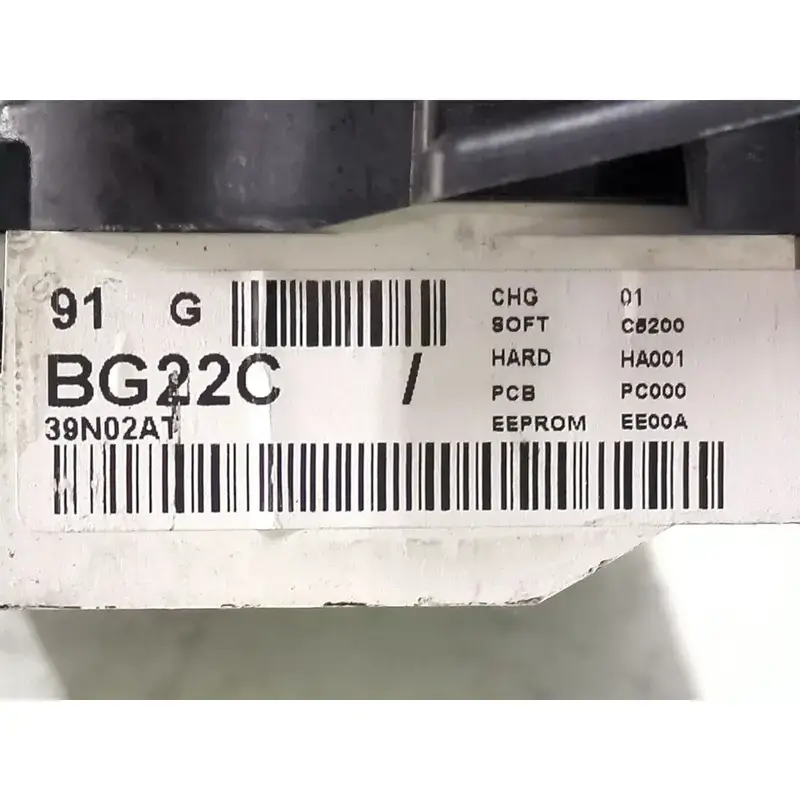 91 G
BG22C /
39N02AT
CHG 01
SOFT C5200
HARD HA001
PCB PC000
EEPROM EE00A